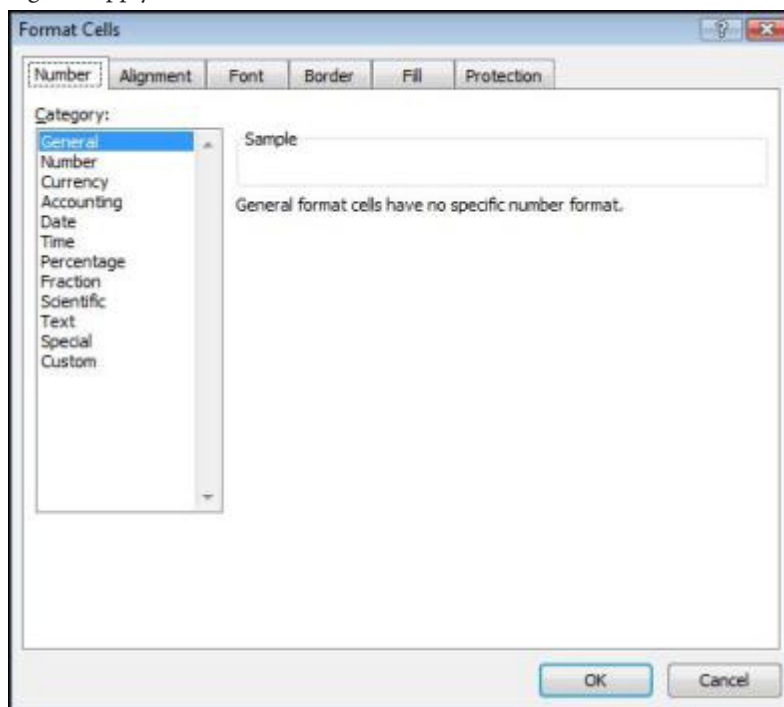 Format Cells
Number Alignment Font Border Fill Protection
Category:
General
Number
Currency
Accounting
Date
Time
Percentage
Fraction
Scientific
Text
Special
Custom
Sample
General format cells have no specific number format.
OK Cancel